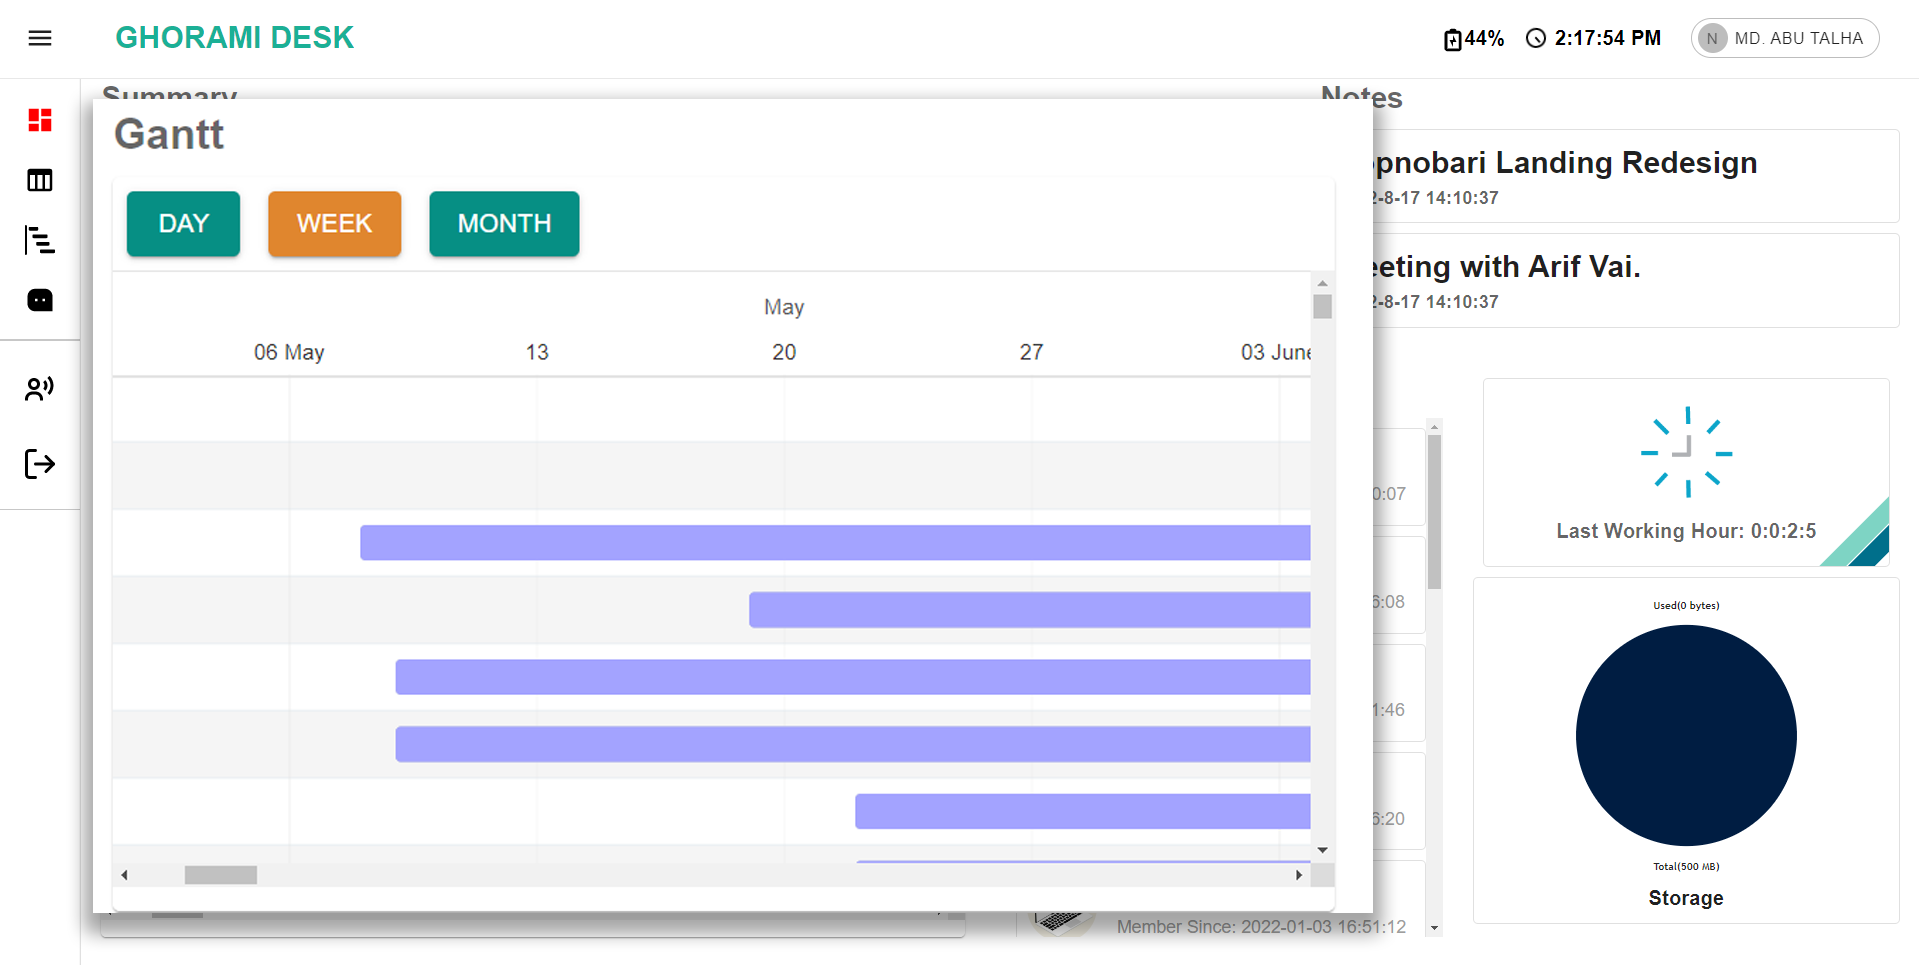 GHORAMI DESK
44%
2:17:54 PM
N
MD. ABU TALHA
Summary
Notes
Gantt
DAY
WEEK
MONTH
May
06 May
13
20
27
03 June
Landing Redesign
2-8-17 14:10:37
with Arif Vai.
2-8-17 14:10:37
0:07
6:08
1:46
6:20
Member Since: 2022-01-03 16:51:12
Last Working Hour: 0:0:2:5
Used(0 bytes)
Total(500 MB)
Storage